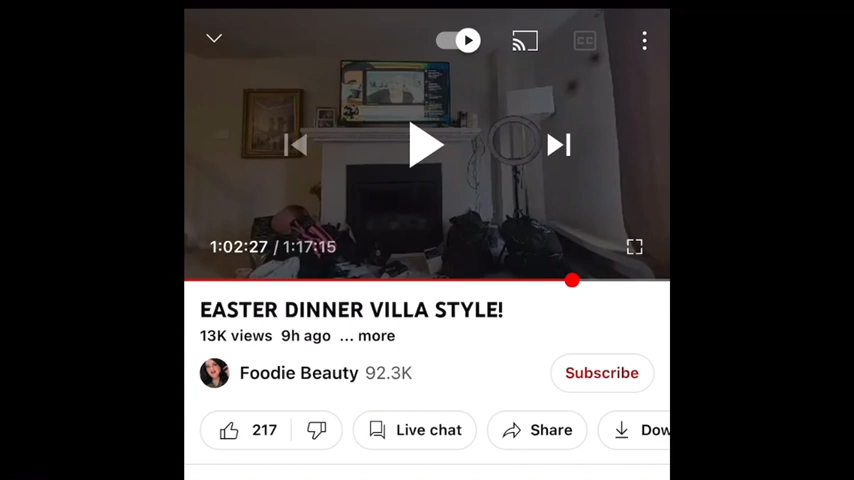 CC
1:02:27 / 1:17:15
EASTER DINNER VILLA STYLE!
13K views 9h ago ... more
Foodie Beauty 92.3K Subscribe
217 Live chat Share Dow